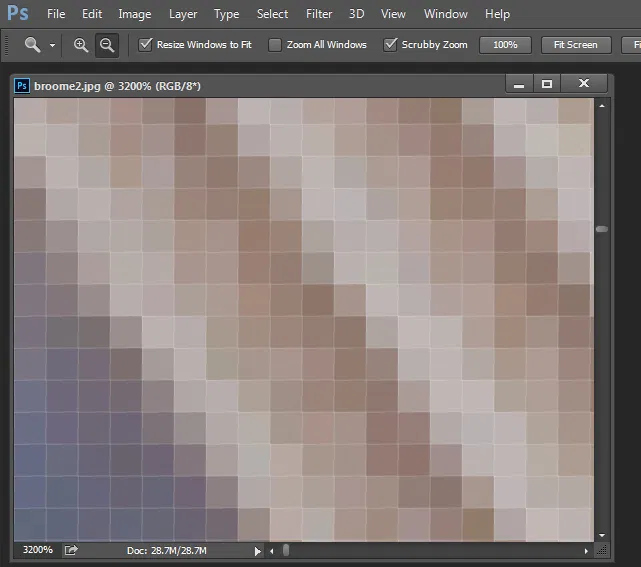 Ps File Edit Image Layer Type Select Filter 3D View Window Help
Resize Windows to Fit Zoom All Windows Scrubby Zoom 100% Fit Screen Fi
Ps broome2.jpg @ 3200% (RGB/8*)
3200% Doc: 28.7M/28.7M